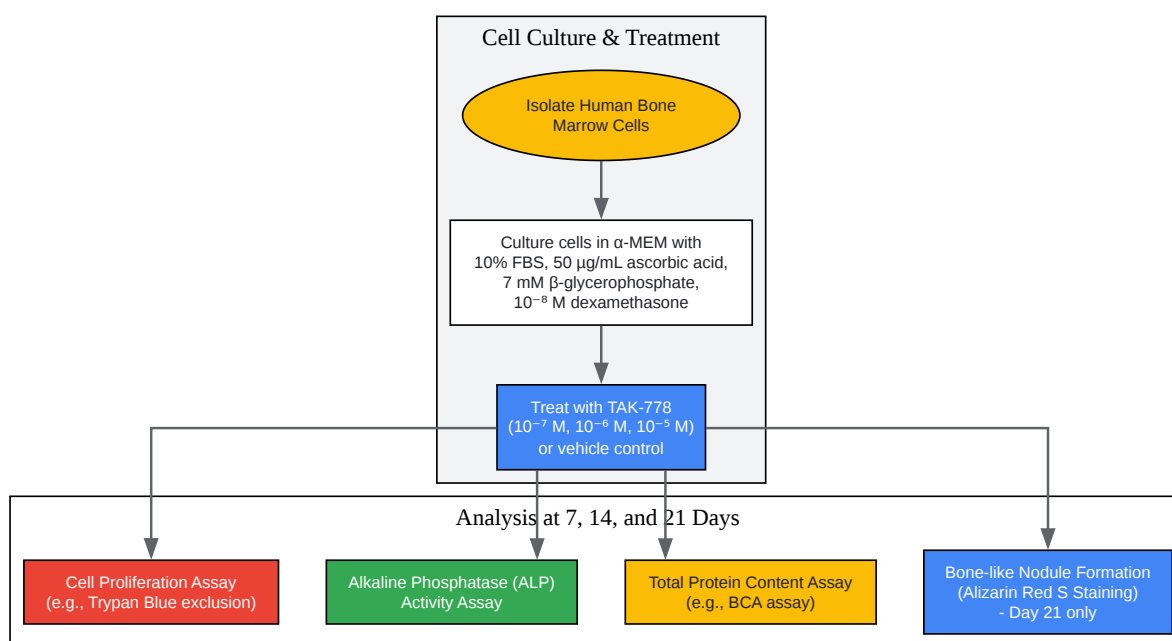 Cell Culture & Treatment
Isolate Human Bone
Marrow Cells
Culture cells in α-MEM with
10% FBS, 50 µg/mL ascorbic acid,
7 mM β-glycerophosphate,
10⁻⁸ M dexamethasone
Treat with TAK-778
(10⁻⁷ M, 10⁻⁶ M, 10⁻⁵ M)
or vehicle control
Analysis at 7, 14, and 21 Days
Cell Proliferation Assay
(e.g., Trypan Blue exclusion)
Alkaline Phosphatase (ALP)
Activity Assay
Total Protein Content Assay
(e.g., BCA assay)
Bone-like Nodule Formation
(Alizarin Red S Staining)
- Day 21 only